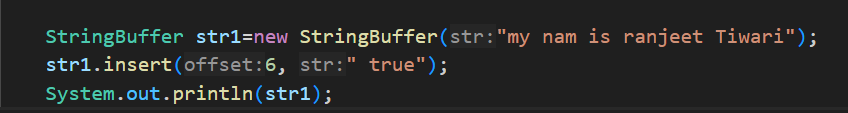 StringBuffer str1=new StringBuffer(str:"my nam is ranjeet Tiwari");
str1.insert(offset:6, str:" true");
System.out.println(str1);